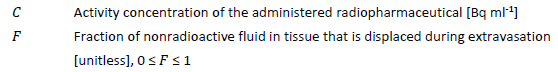 C Activity concentration of the administered radiopharmaceutical [Bq ml⁻¹]
F Fraction of nonradioactive fluid in tissue that is displaced during extravasation
[unitless], 0 ≤ F ≤ 1